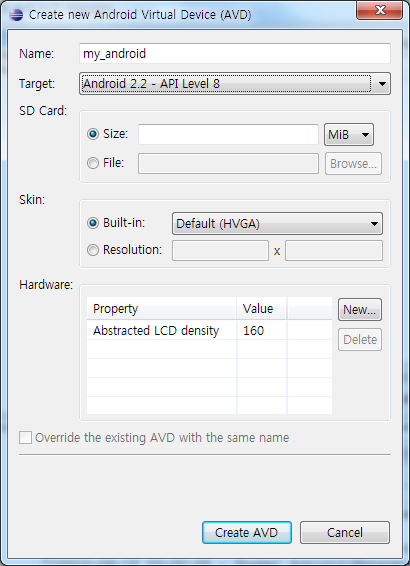 Create new Android Virtual Device (AVD)
Name: my_android
Target: Android 2.2 - API Level 8
SD Card:
Size: MiB
File: Browse...
Skin:
Built-in: Default (HVGA)
Resolution: x
Hardware:
Property Value New...
Abstracted LCD density 160 Delete
Override the existing AVD with the same name
Create AVD Cancel